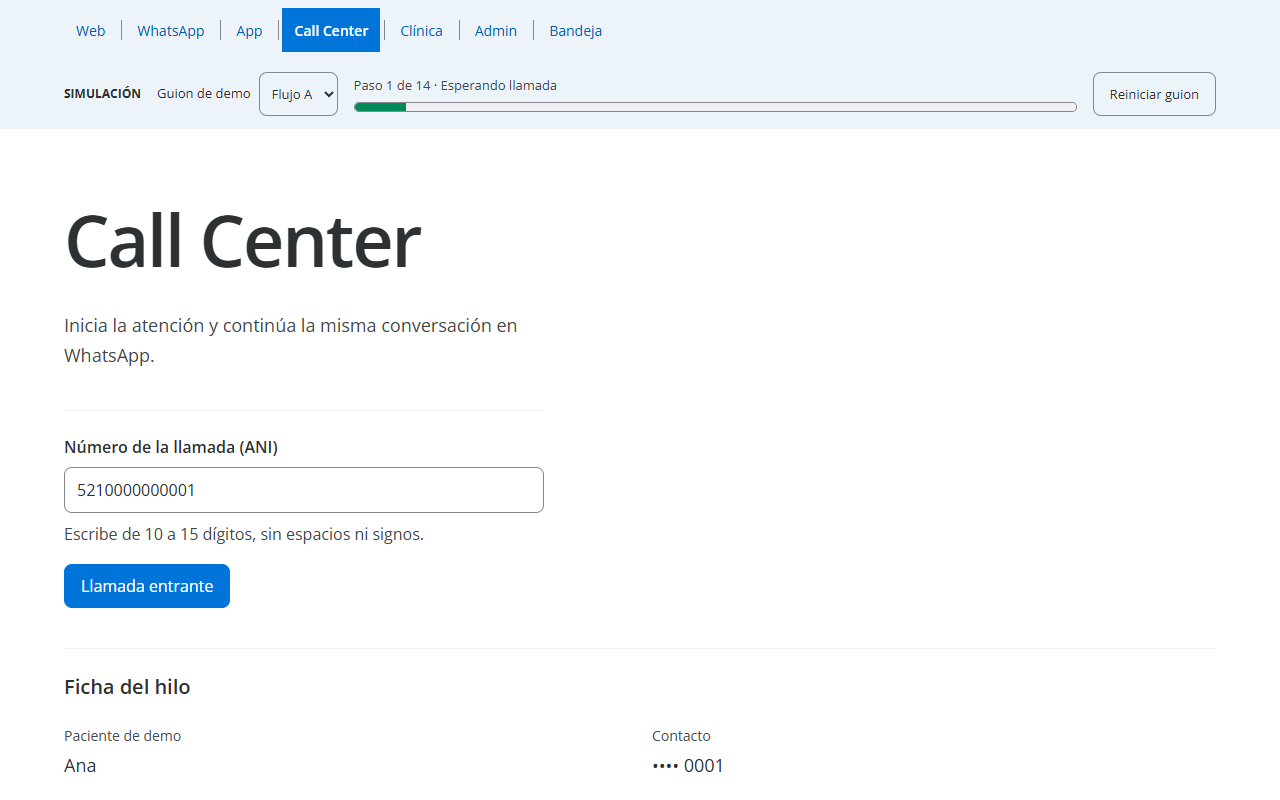 Web
WhatsApp
App
Call Center
Clínica
Admin
Bandeja
SIMULACIÓN
Guion de demo
Flujo A
Paso 1 de 14 · Esperando llamada
Reiniciar guion
Call Center
Inicia la atención y continúa la misma conversación en
WhatsApp.
Número de la llamada (ANI)
5210000000001
Escribe de 10 a 15 dígitos, sin espacios ni signos.
Llamada entrante
Ficha del hilo
Paciente de demo
Ana
Contacto
•••• 0001